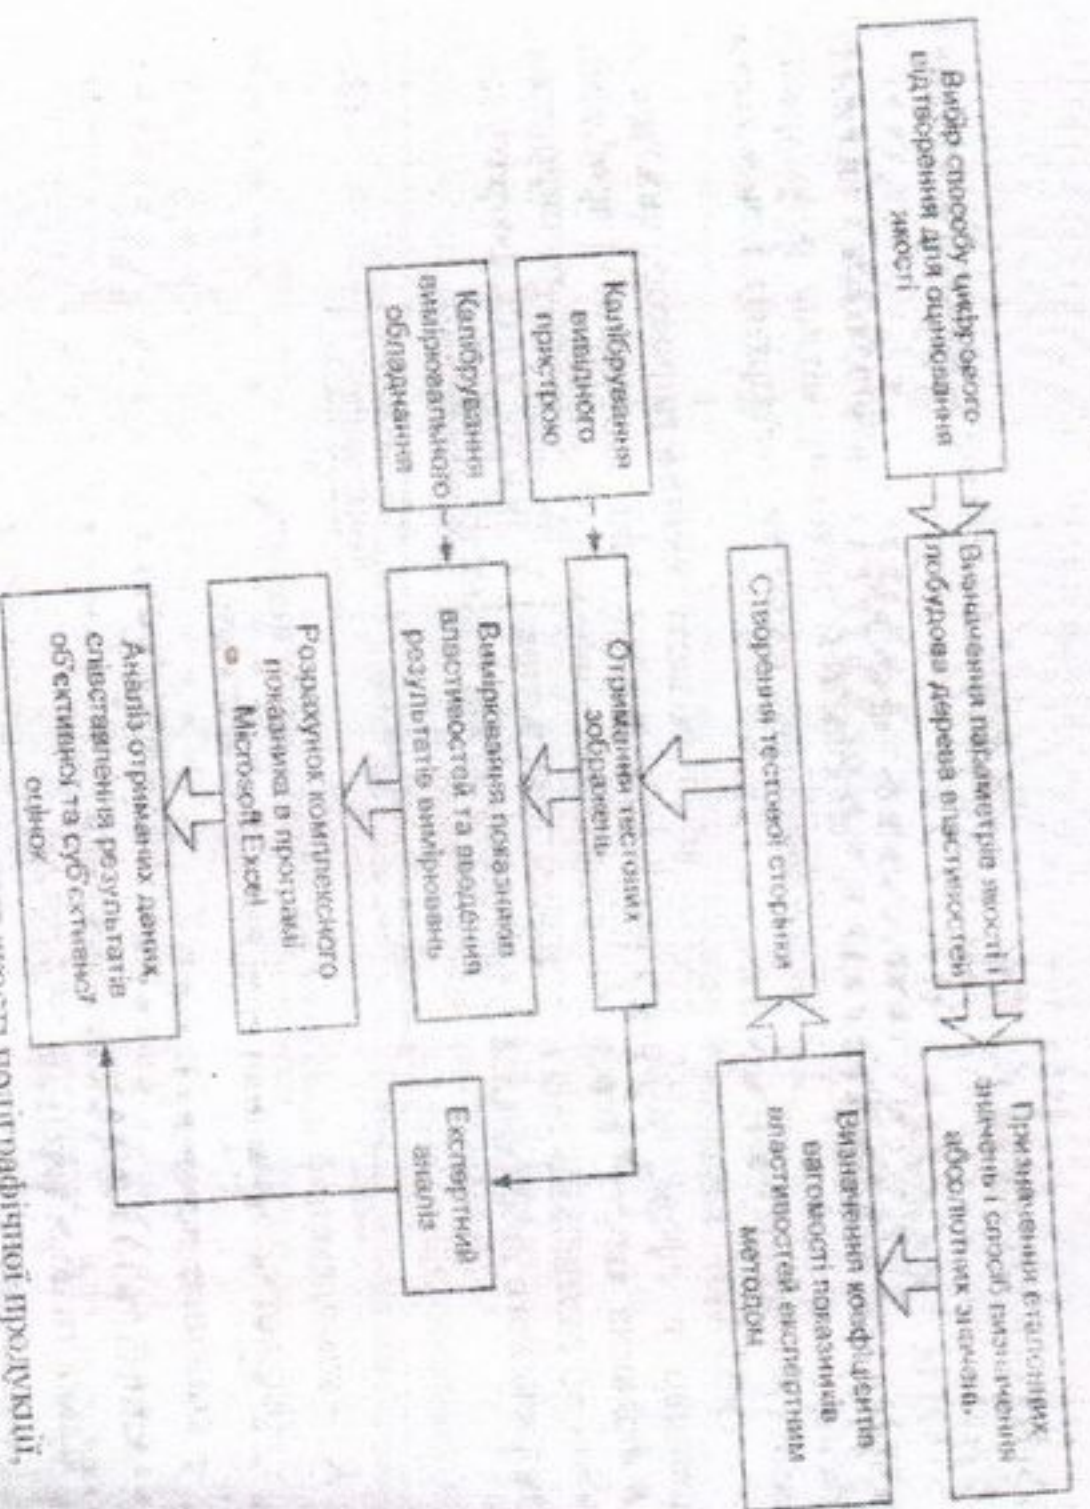 Вибір способу цифрового
відтворення для оцінювання
якості
Визначення параметрів якості і
побудова дерева властивостей
Призначення еталонних
значень і спосіб визначення
абсолютних значень
Визначення коефіцієнтів
вагомості показників
властивостей експертним
методом
Створення тестової сторінки
Калібрування
вивідного
пристрою
Отримання тестових
зображень
Калібрування
вимірювального
обладнання
Вимірювання показників
властивостей та введення
результатів вимірювань
Розрахунок комплексного
показника в програмі
Microsoft Excel
Експертний
аналіз
Аналіз отриманих даних,
співставлення результатів
об'єктивної та суб'єктивної
оцінок
поліграфічної продукції,